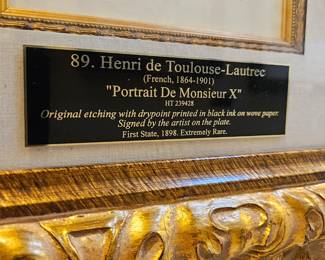 89. Henri de Toulouse-Lautrec
(French, 1864-1901)
"Portrait De Monsieur X"
HT 239428
Original etching with drypoint printed in black ink on wove paper.
Signed by the artist on the plate.
First State, 1898. Extremely Rare.